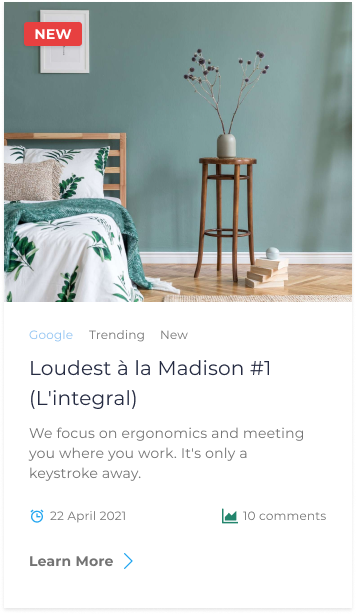 NEW
Google Trending New
Loudest à la Madison #1
(L'integral)
We focus on ergonomics and meeting
you where you work. It's only a
keystroke away.
22 April 2021 10 comments
Learn More